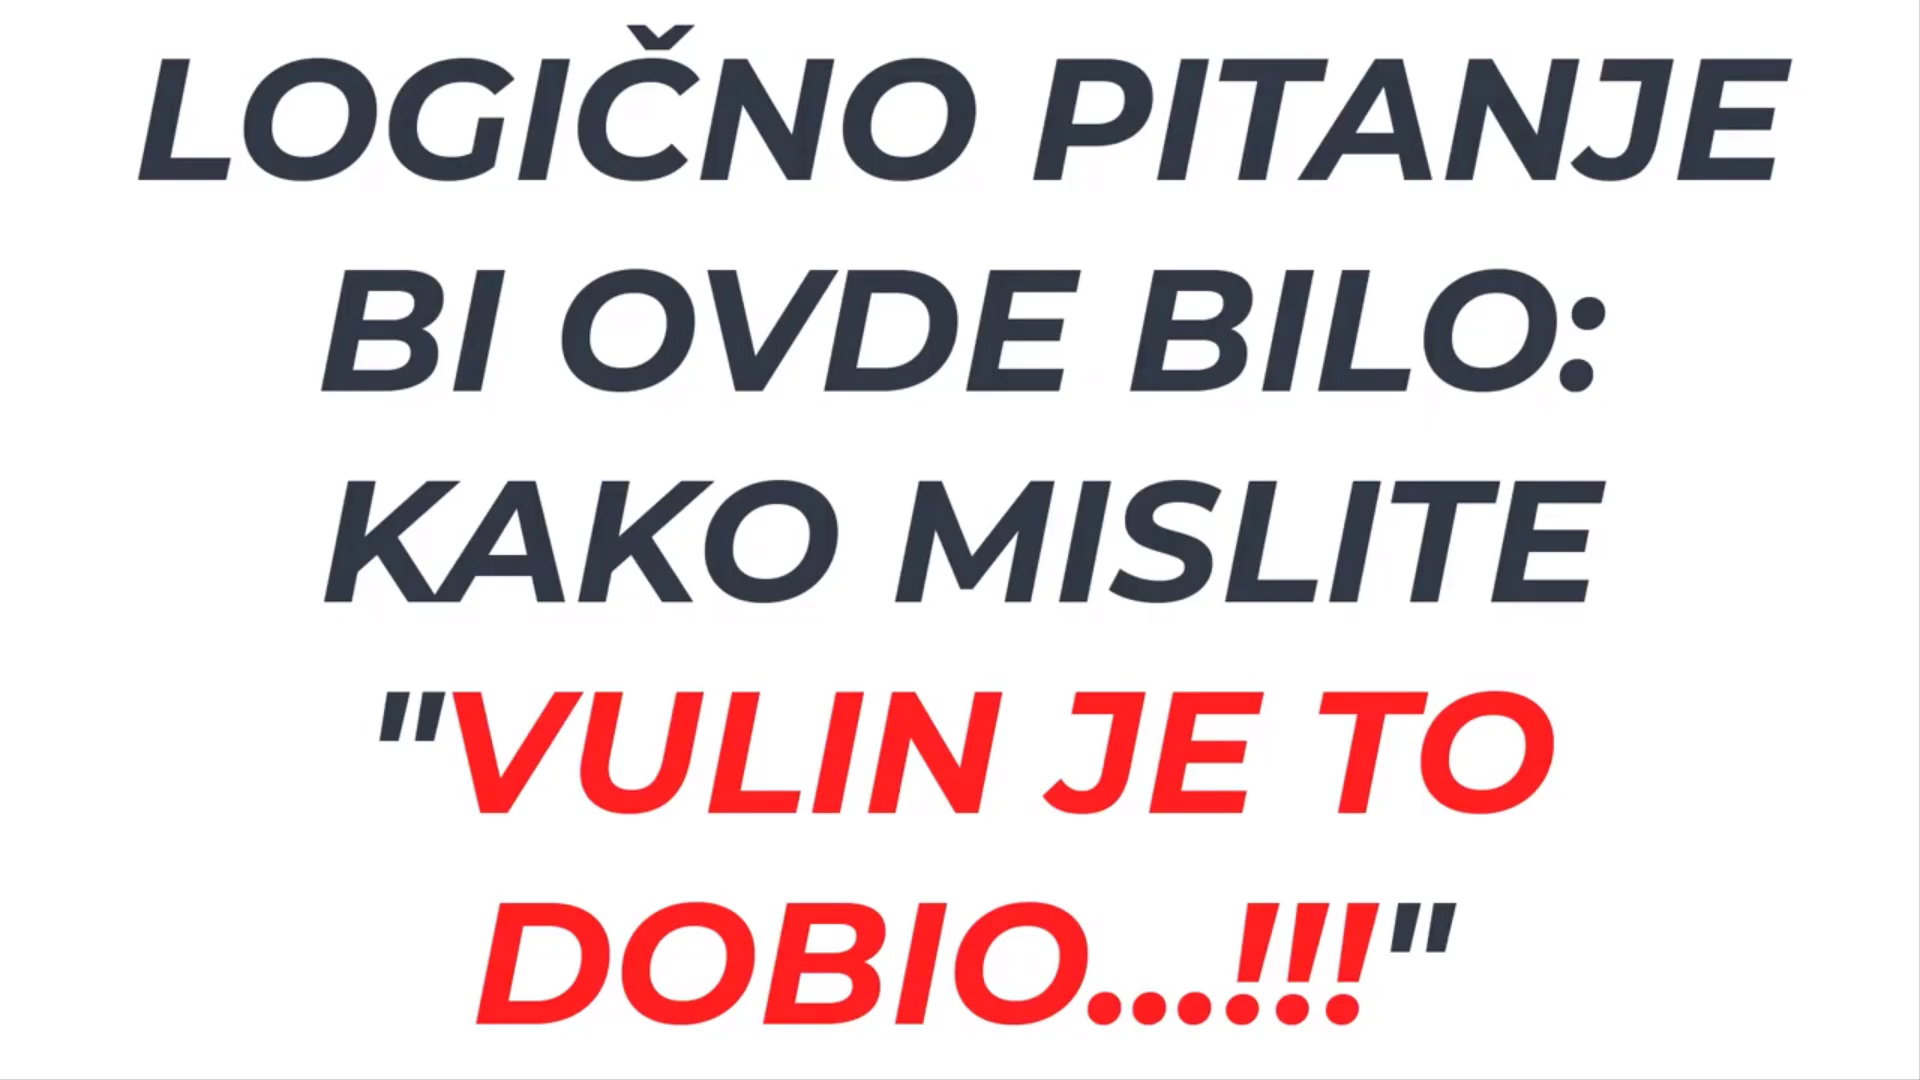 LOGIČNO PITANJE
BI OVDE BILO:
KAKO MISLITE
"VULIN JE TO
DOBIO...!!!"